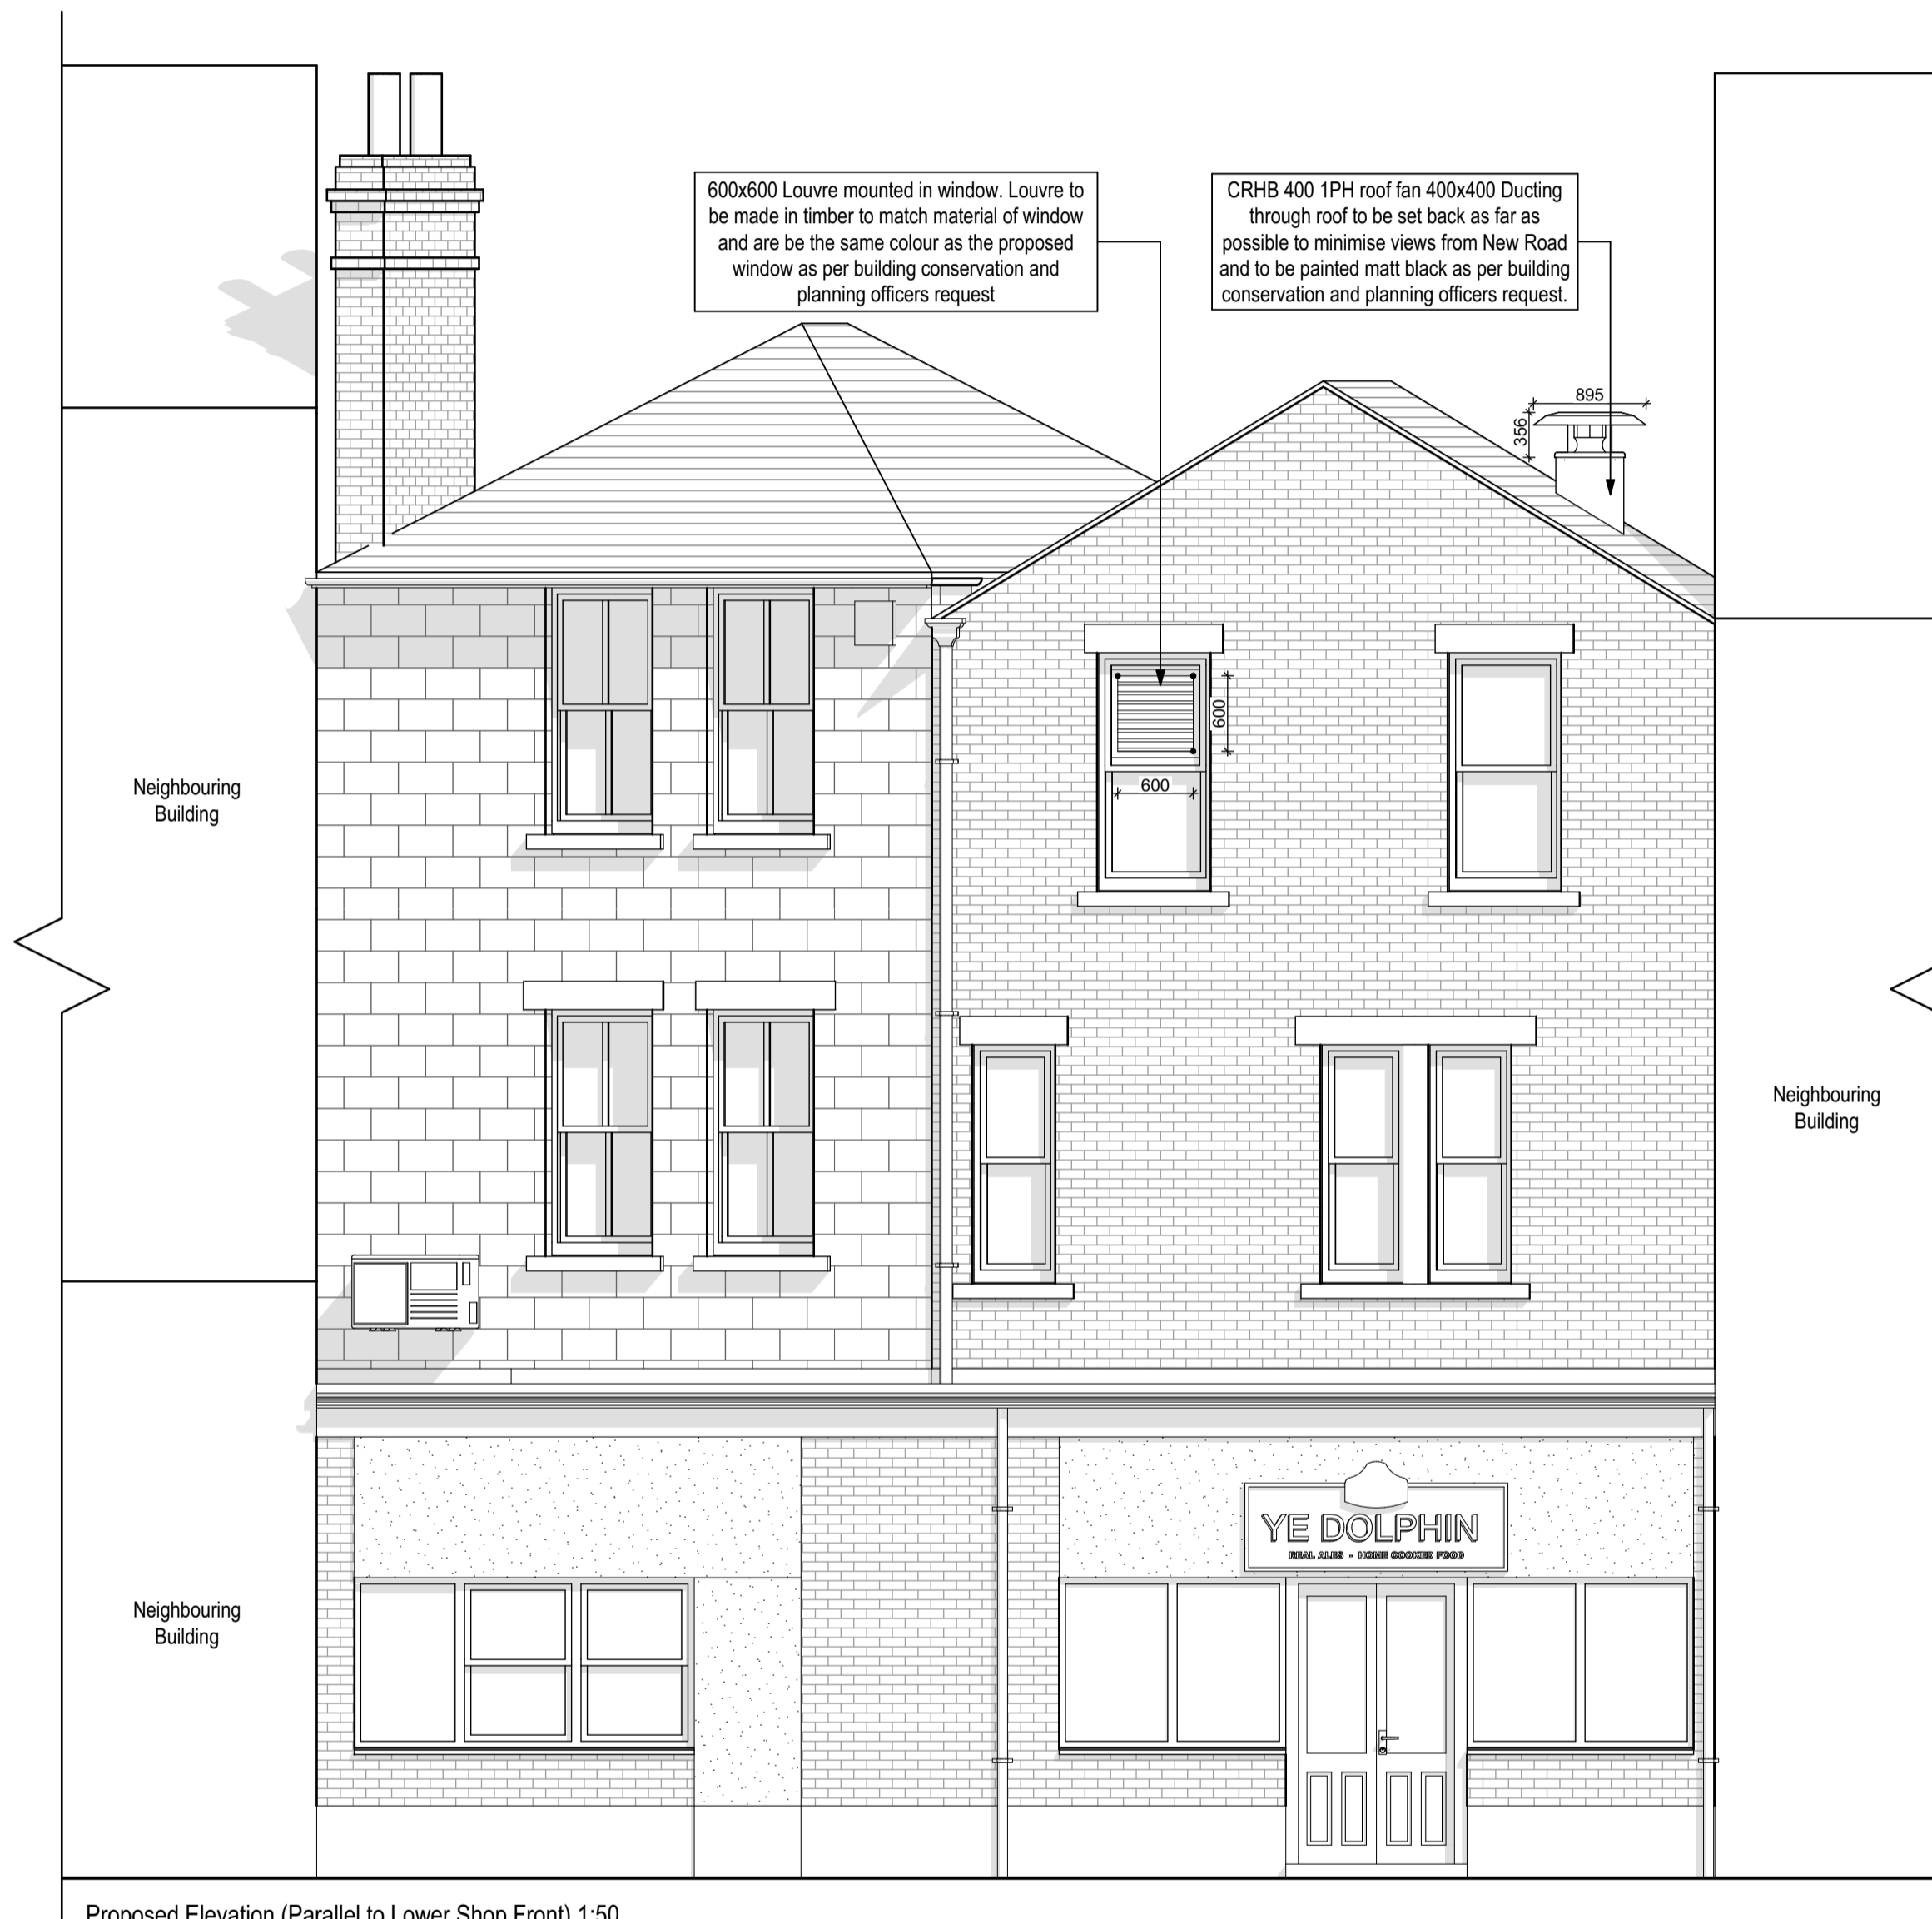 600x600 Louvre mounted in window. Louvre to
be made in timber to match material of window
and are be the same colour as the proposed
window as per building conservation and
planning officers request
CRHB 400 1PH roof fan 400x400 Ducting
through roof to be set back as far as
possible to minimise views from New Road
and to be painted matt black as per building
conservation and planning officers request.
895
356
600
600
Neighbouring
Building
Neighbouring
Building
YE DOLPHIN
REAL ALES - HOME COOKED FOOD
Neighbouring
Building
Proposed Elevation (Parallel to Lower Shop Front) 1:50